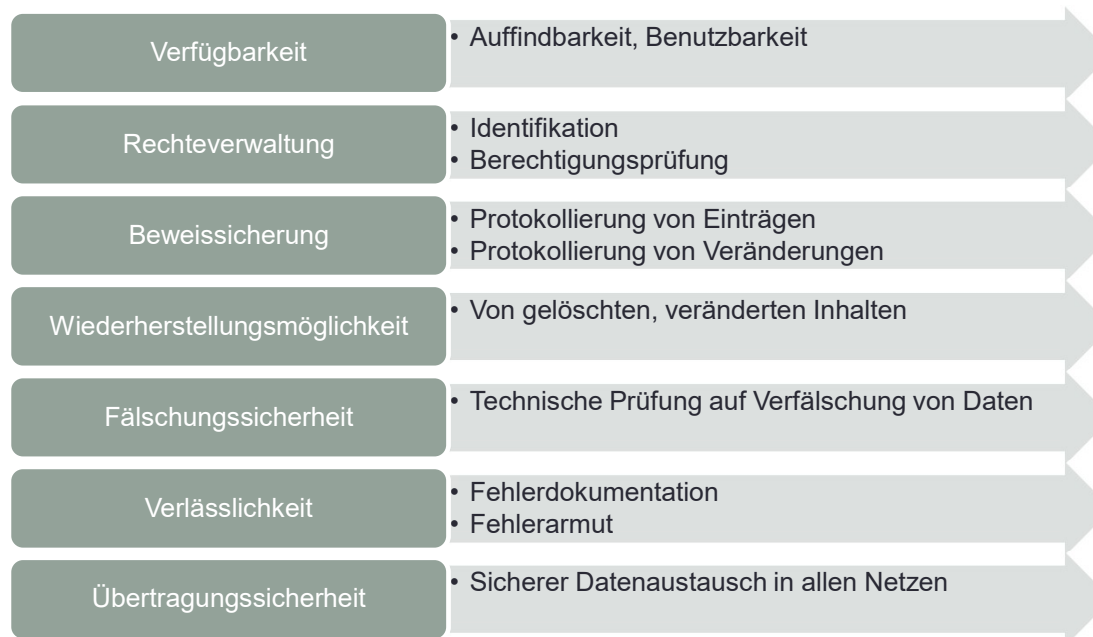 Verfügbarkeit
• Auffindbarkeit, Benutzbarkeit
Rechteverwaltung
• Identifikation
• Berechtigungsprüfung
Beweissicherung
• Protokollierung von Einträgen
• Protokollierung von Veränderungen
Wiederherstellungsmöglichkeit
• Von gelöschten, veränderten Inhalten
Fälschungssicherheit
• Technische Prüfung auf Verfälschung von Daten
Verlässlichkeit
• Fehlerdokumentation
• Fehlerarmut
Übertragungssicherheit
• Sicherer Datenaustausch in allen Netzen